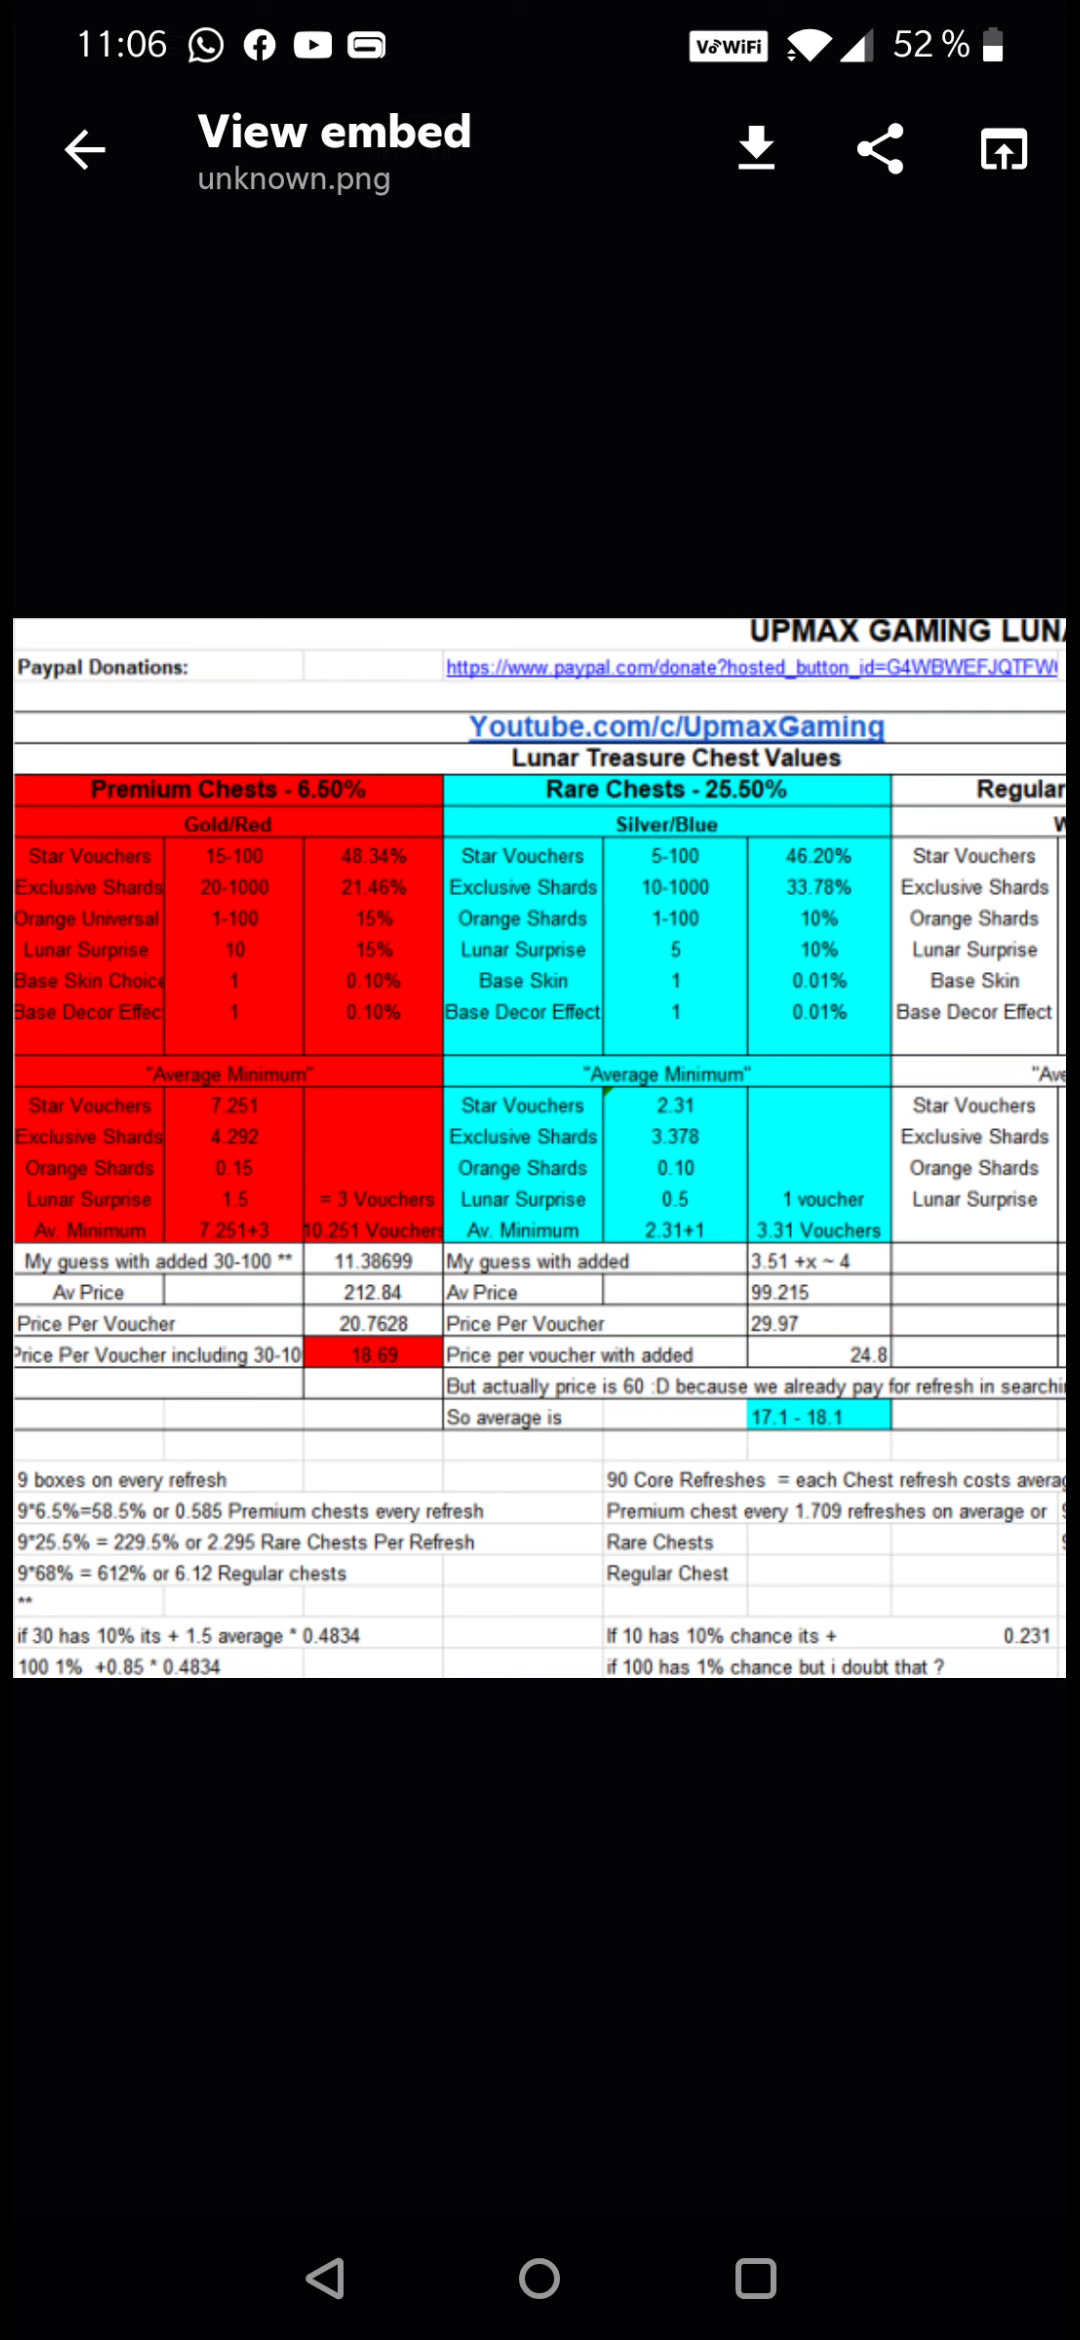 11:06 VoWiFi 52 %
View embed
unknown.png
UPMAX GAMING
Paypal Donations: https://www.paypal.com/donate?hosted_button_id=G4WBWEFJQTFW
Youtube.com/c/UpmaxGaming
Lunar Treasure Chest Values
Premium Chests - 6.50% Rare Chests - 25.50% Regular
Gold/Red Silver/Blue
Star Vouchers 15-100 48.34% Star Vouchers 5-100 46.20% Star Vouchers
Exclusive Shards 20-1000 21.46% Exclusive Shards 10-1000 33.78% Exclusive Shards
Orange Universal 1-100 15% Orange Shards 1-100 10% Orange Shards
Lunar Surprise 10 15% Lunar Surprise 5 10% Lunar Surprise
Base Skin Choice 1 0.10% Base Skin 1 0.01% Base Skin
Base Decor Effec 1 0.10% Base Decor Effect 1 0.01% Base Decor Effect
"Average Minimum" "Average Minimum" "Ave
Star Vouchers 7.251 Star Vouchers 2.31 Star Vouchers
Exclusive Shards 4.292 Exclusive Shards 3.378 Exclusive Shards
Orange Shards 0.15 Orange Shards 0.10 Orange Shards
Lunar Surprise 1.5 = 3 Vouchers Lunar Surprise 0.5 1 voucher Lunar Surprise
Av. Minimum 7.251+3 10.251 Vouchers Av. Minimum 2.31+1 3.31 Vouchers
My guess with added 30-100 ** 11.38699 My guess with added 3.51 +x ~ 4
Av Price 212.84 Av Price 99.215
Price Per Voucher 20.7628 Price Per Voucher 29.97
Price Per Voucher including 30-10 18.69 Price per voucher with added 24.8
But actually price is 60 :D because we already pay for refresh in searchi
So average is 17.1 - 18.1
9 boxes on every refresh 90 Core Refreshes = each Chest refresh costs averag
9*6.5%=58.5% or 0.585 Premium chests every refresh Premium chest every 1.709 refreshes on average or
9*25.5% = 229.5% or 2.295 Rare Chests Per Refresh Rare Chests
9*68% = 612% or 6.12 Regular chests Regular Chest
**
if 30 has 10% its + 1.5 average * 0.4834 If 10 has 10% chance its + 0.231
100 1% +0.85 * 0.4834 if 100 has 1% chance but i doubt that ?